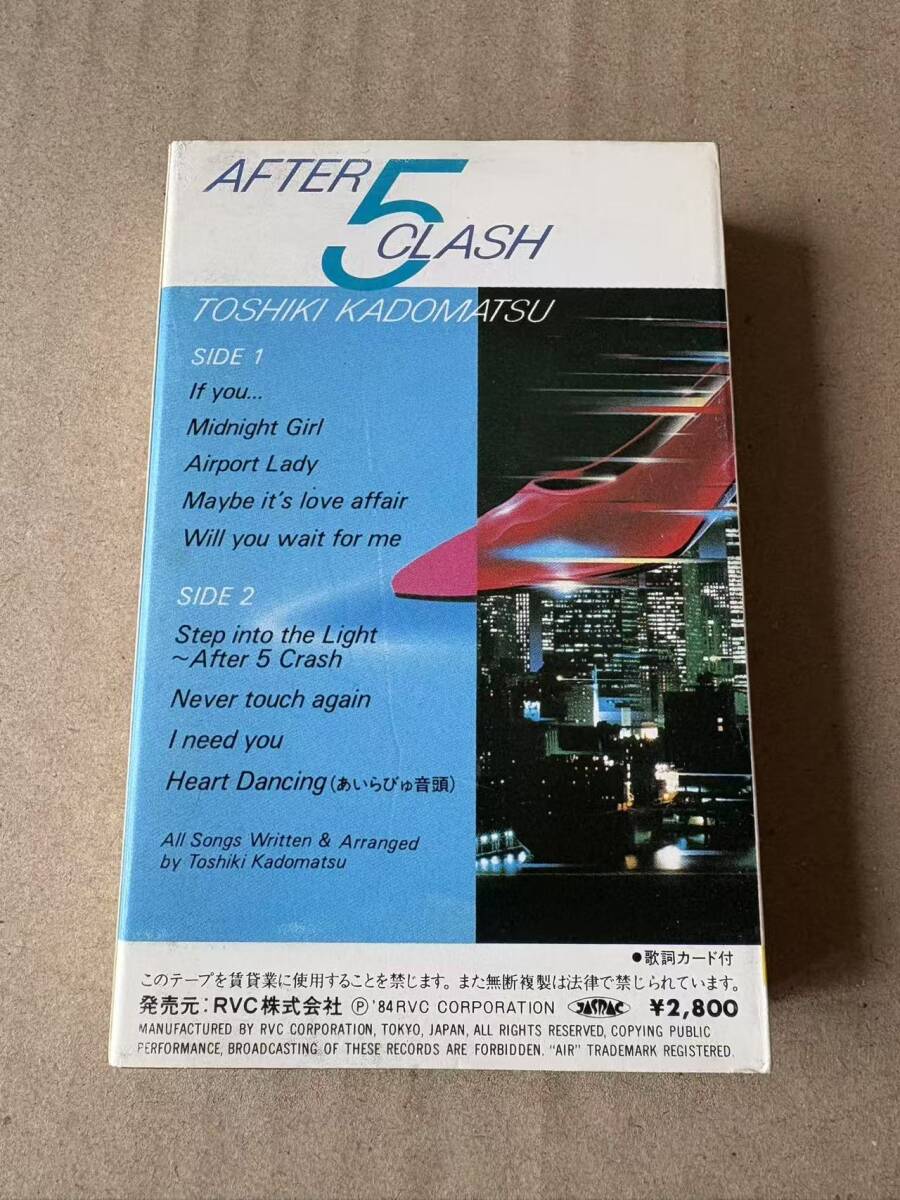 AFTER 5 CLASH
TOSHIKI KADOMATSU
SIDE 1
If you...
Midnight Girl
Airport Lady
Maybe it's love affair
Will you wait for me
SIDE 2
Step into the Light
~After 5 Crash
Never touch again
I need you
Heart Dancing(あいらびゅ音頭)
All Songs Written & Arranged
by Toshiki Kadomatsu
●歌詞カード付
このテープを賃貸業に使用することを禁じます。また無断複製は法律で禁じられています。
発売元:RVC株式会社 Ⓟ'84 RVC CORPORATION JASRAC ¥2,800
MANUFACTURED BY RVC CORPORATION, TOKYO, JAPAN, ALL RIGHTS RESERVED, COPYING PUBLIC
PERFORMANCE, BROADCASTING OF THESE RECORDS ARE FORBIDDEN. "AIR" TRADEMARK REGISTERED.